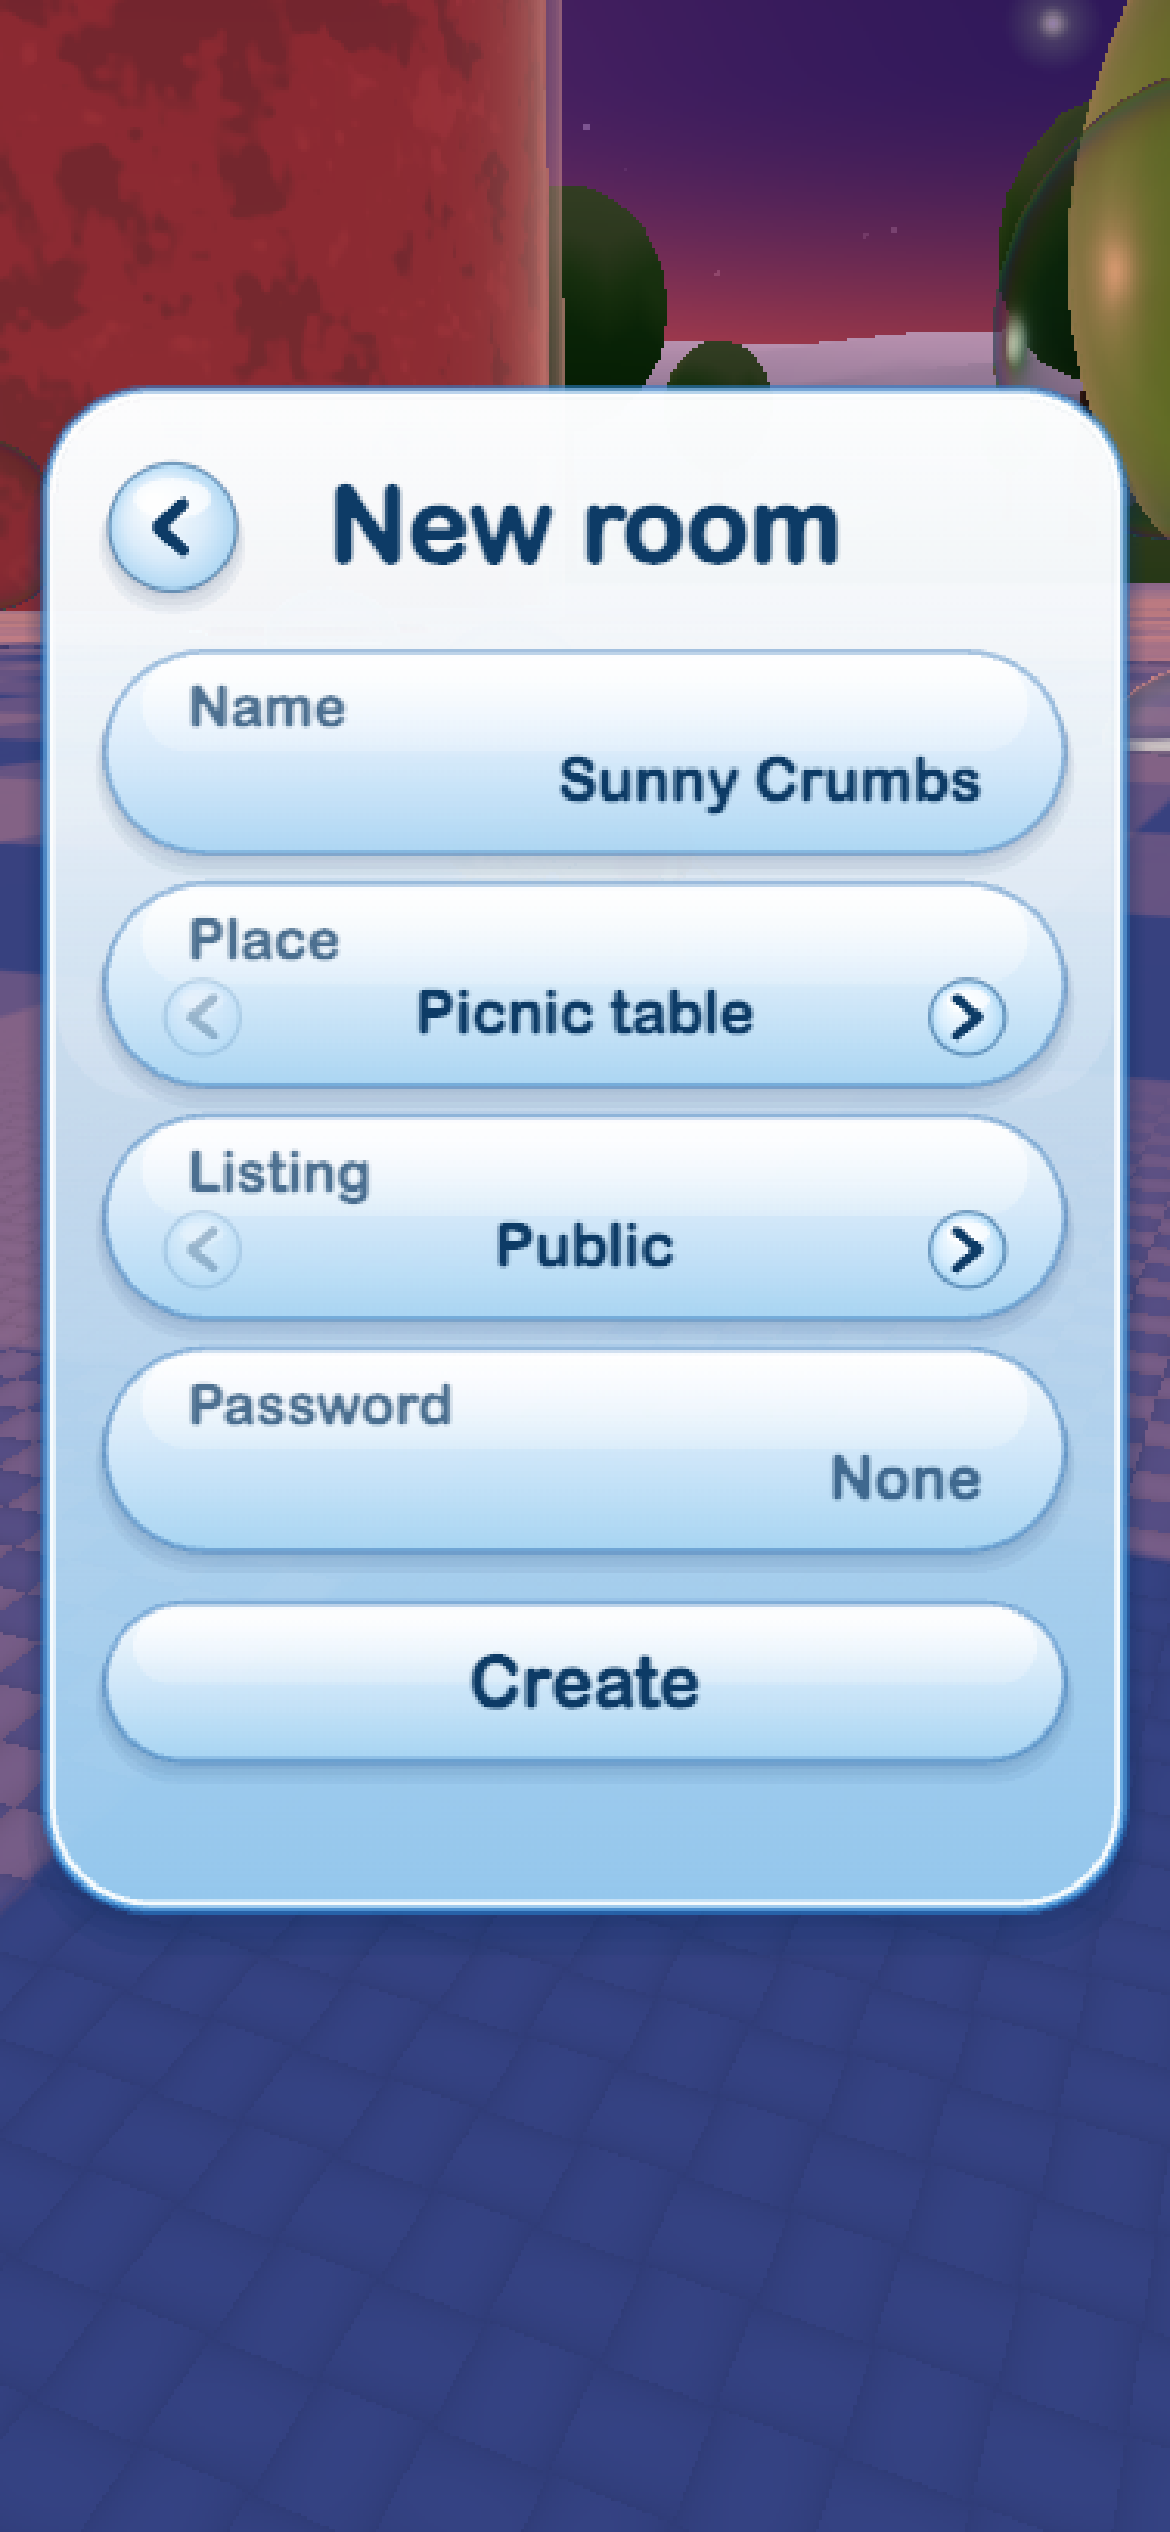 New room
Name
Sunny Crumbs
Place
Picnic table
Listing
Public
Password
None
Create